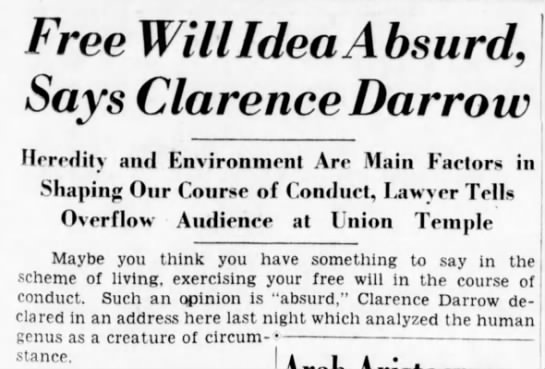 Free Will Idea Absurd,
Says Clarence Darrow
Heredity and Environment Are Main Factors in
Shaping Our Course of Conduct, Lawyer Tells
Overflow Audience at Union Temple
Maybe you think you have something to say in the
scheme of living, exercising your free will in the course of
conduct. Such an opinion is "absurd," Clarence Darrow de-
clared in an address here last night which analyzed the human
genus as a creature of circum-
stance.